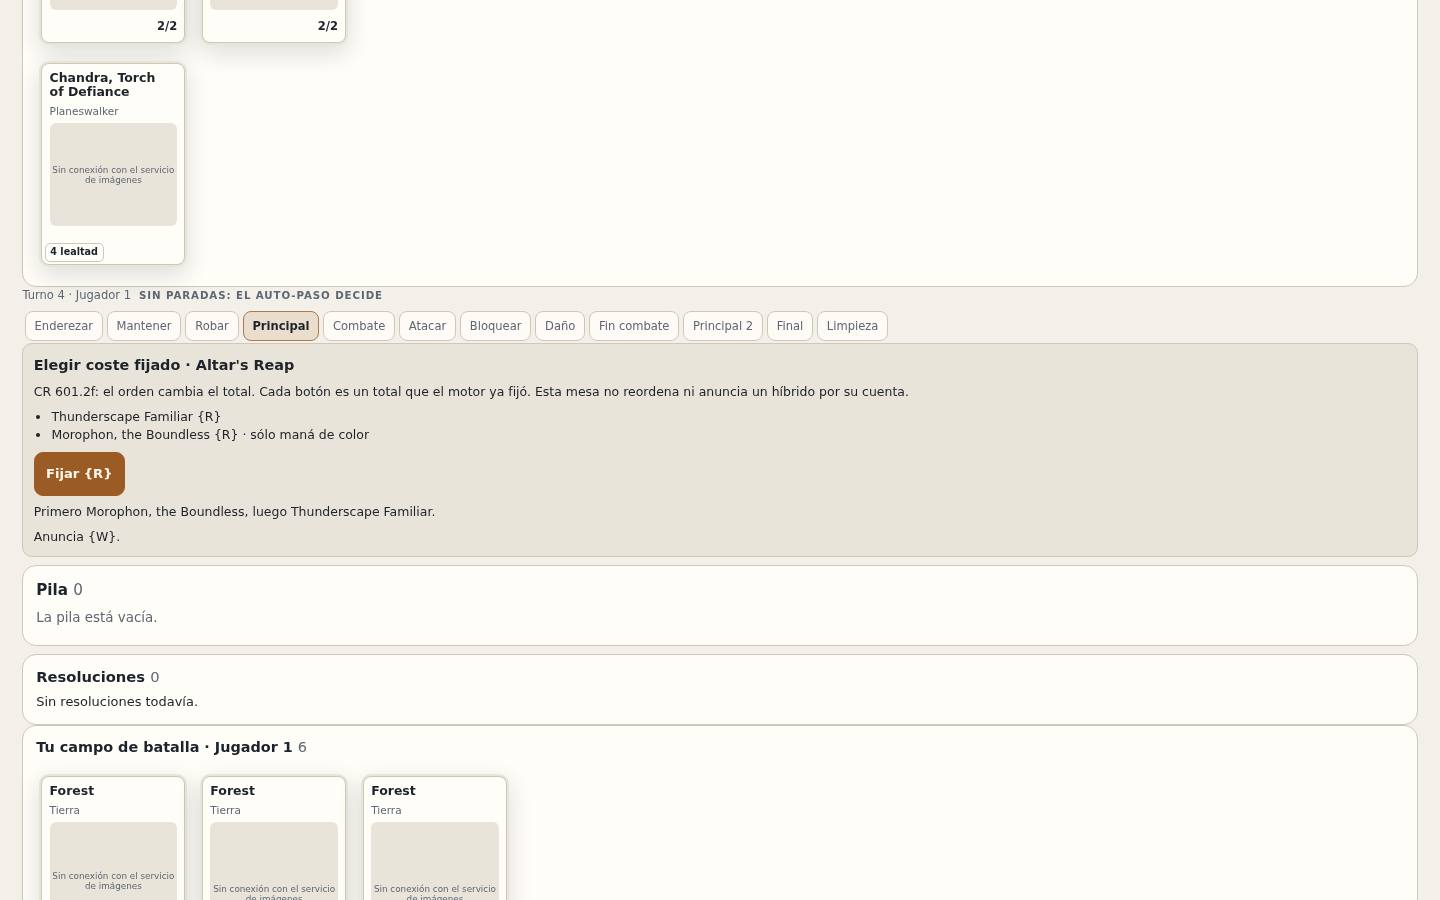 2/2
2/2
Chandra, Torch
of Defiance
Planeswalker
Sin conexión con el servicio
de imágenes
4 lealtad
Turno 4 · Jugador 1 SIN PARADAS: EL AUTO-PASO DECIDE
Enderezar Mantener Robar Principal Combate Atacar Bloquear Daño Fin combate Principal 2 Final Limpieza
Elegir coste fijado · Altar's Reap
CR 601.2f: el orden cambia el total. Cada botón es un total que el motor ya fijó. Esta mesa no reordena ni anuncia un híbrido por su cuenta.
• Thunderscape Familiar {R}
• Morophon, the Boundless {R} · sólo maná de color
Fijar {R}
Primero Morophon, the Boundless, luego Thunderscape Familiar.
Anuncia {W}.
Pila 0
La pila está vacía.
Resoluciones 0
Sin resoluciones todavía.
Tu campo de batalla · Jugador 1 6
Forest Forest Forest
Tierra Tierra Tierra
Sin conexión con el servicio
de imágenes
Sin conexión con el servicio
de imágenes
Sin conexión con el servicio
de imágenes